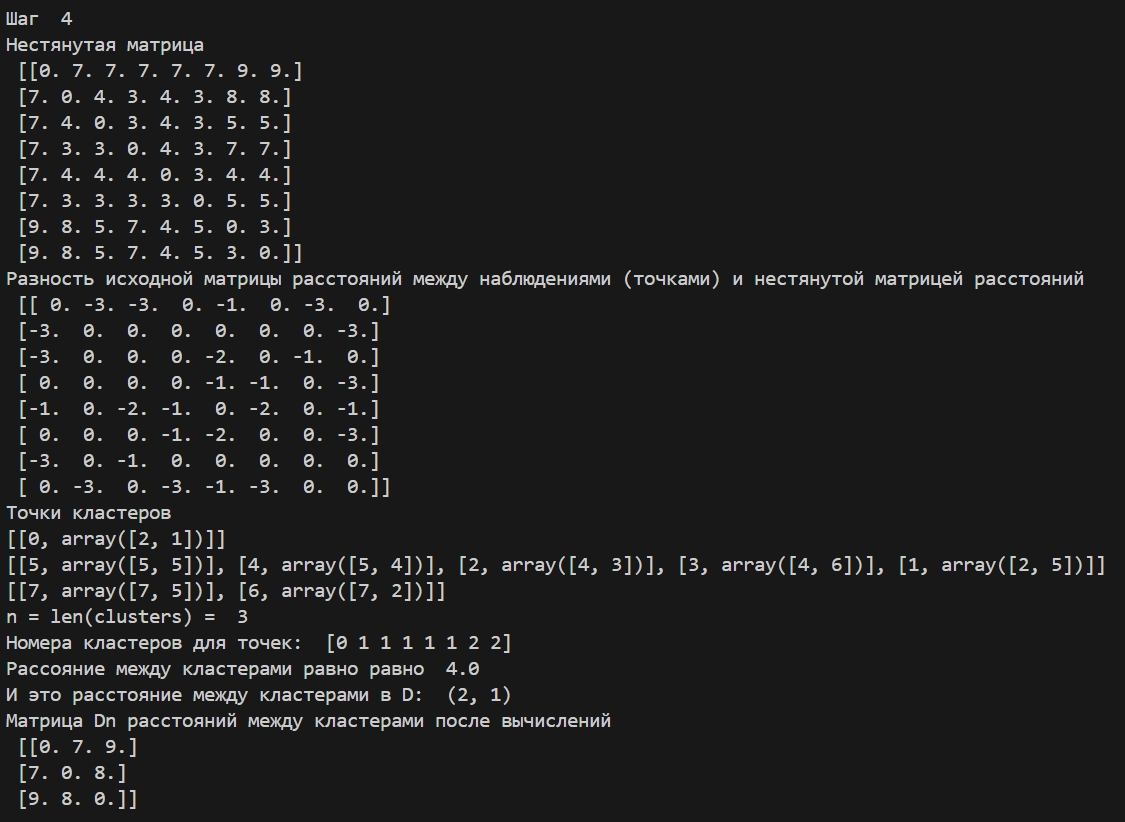 Шаг  4
Нестянутая матрица
 [[0. 7. 7. 7. 7. 7. 9. 9.]
 [7. 0. 4. 3. 4. 3. 8. 8.]
 [7. 4. 0. 3. 4. 3. 5. 5.]
 [7. 3. 3. 0. 4. 3. 7. 7.]
 [7. 4. 4. 4. 0. 3. 4. 4.]
 [7. 3. 3. 3. 3. 0. 5. 5.]
 [9. 8. 5. 7. 4. 5. 0. 3.]
 [9. 8. 5. 7. 4. 5. 3. 0.]]
Разность исходной матрицы расстояний между наблюдениями (точками) и нестянутой матрицей расстояний
 [[ 0. -3. -3.  0. -1.  0. -3.  0.]
 [-3.  0.  0.  0.  0.  0.  0. -3.]
 [-3.  0.  0.  0. -2.  0. -1.  0.]
 [ 0.  0.  0.  0. -1. -1.  0. -3.]
 [-1.  0. -2. -1.  0. -2.  0. -1.]
 [ 0.  0.  0. -1. -2.  0.  0. -3.]
 [-3.  0. -1.  0.  0.  0.  0.  0.]
 [ 0. -3.  0. -3. -1. -3.  0.  0.]]
Точки кластеров
[[0, array([2, 1])]]
[[5, array([5, 5])], [4, array([5, 4])], [2, array([4, 3])], [3, array([4, 6])], [1, array([2, 5])]]
[[7, array([7, 5])], [6, array([7, 2])]]
n = len(clusters) =  3
Номера кластеров для точек:  [0 1 1 1 1 1 2 2]
Рассояние между кластерами равно равно  4.0
И это расстояние между кластерами в D:  (2, 1)
Матрица Dn расстояний между кластерами после вычислений
 [[0. 7. 9.]
 [7. 0. 8.]
 [9. 8. 0.]]